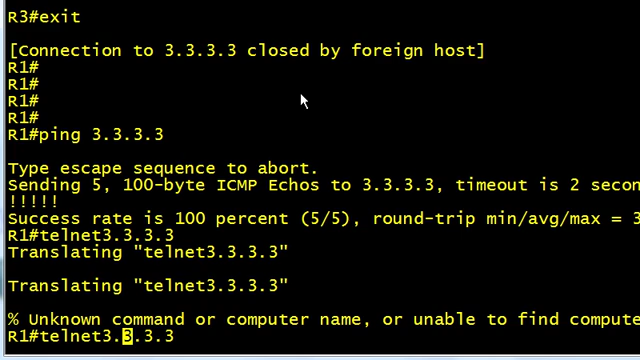 R3#exit
[Connection to 3.3.3.3 closed by foreign host]
R1#
R1#
R1#
R1#
R1#ping 3.3.3.3
Type escape sequence to abort.
Sending 5, 100-byte ICMP Echos to 3.3.3.3, timeout is 2 secon
!!!!!
Success rate is 100 percent (5/5), round-trip min/avg/max = 3
R1#telnet3.3.3.3
Translating "telnet3.3.3.3"
Translating "telnet3.3.3.3"
% Unknown command or computer name, or unable to find compute
R1#telnet3.3.3.3